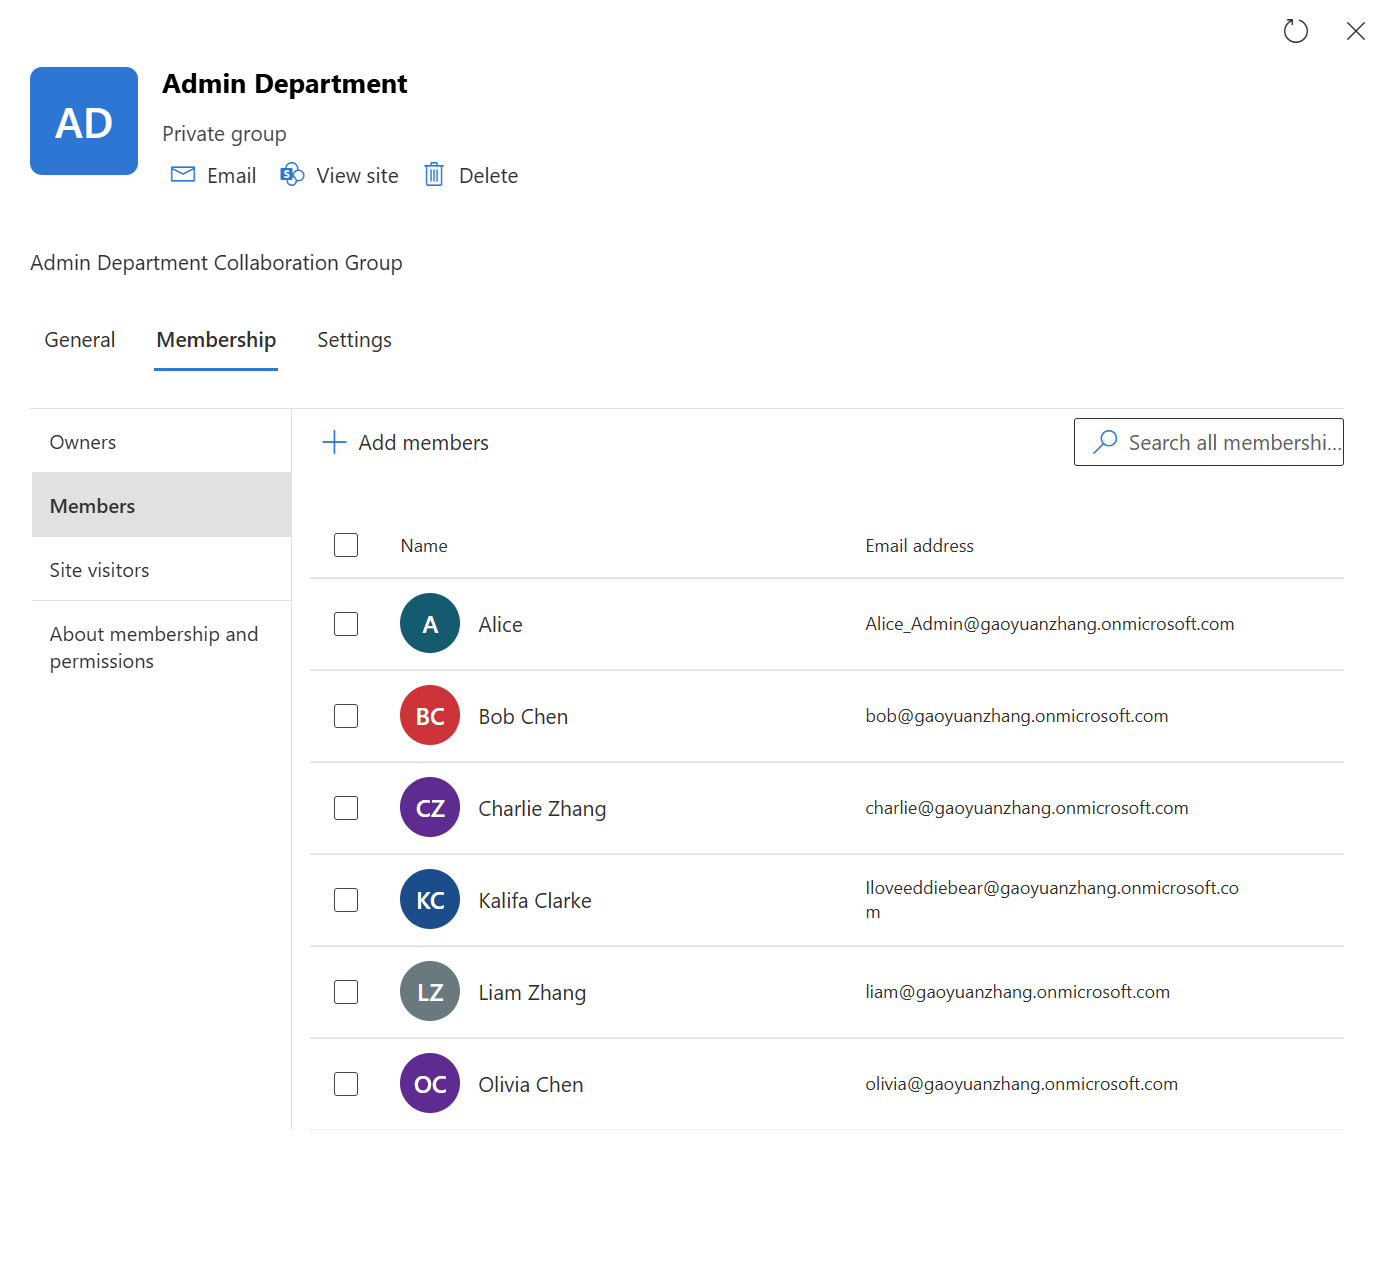 AD
Admin Department
Private group
Email View site Delete
Admin Department Collaboration Group
General Membership Settings
Owners
Members
Site visitors
About membership and
permissions
Add members
Search all membershi...
Name Email address
A Alice Alice_Admin@gaoyuanzhang.onmicrosoft.com
BC Bob Chen bob@gaoyuanzhang.onmicrosoft.com
CZ Charlie Zhang charlie@gaoyuanzhang.onmicrosoft.com
KC Kalifa Clarke Iloveeddiebear@gaoyuanzhang.onmicrosoft.co
m
LZ Liam Zhang liam@gaoyuanzhang.onmicrosoft.com
OC Olivia Chen olivia@gaoyuanzhang.onmicrosoft.com